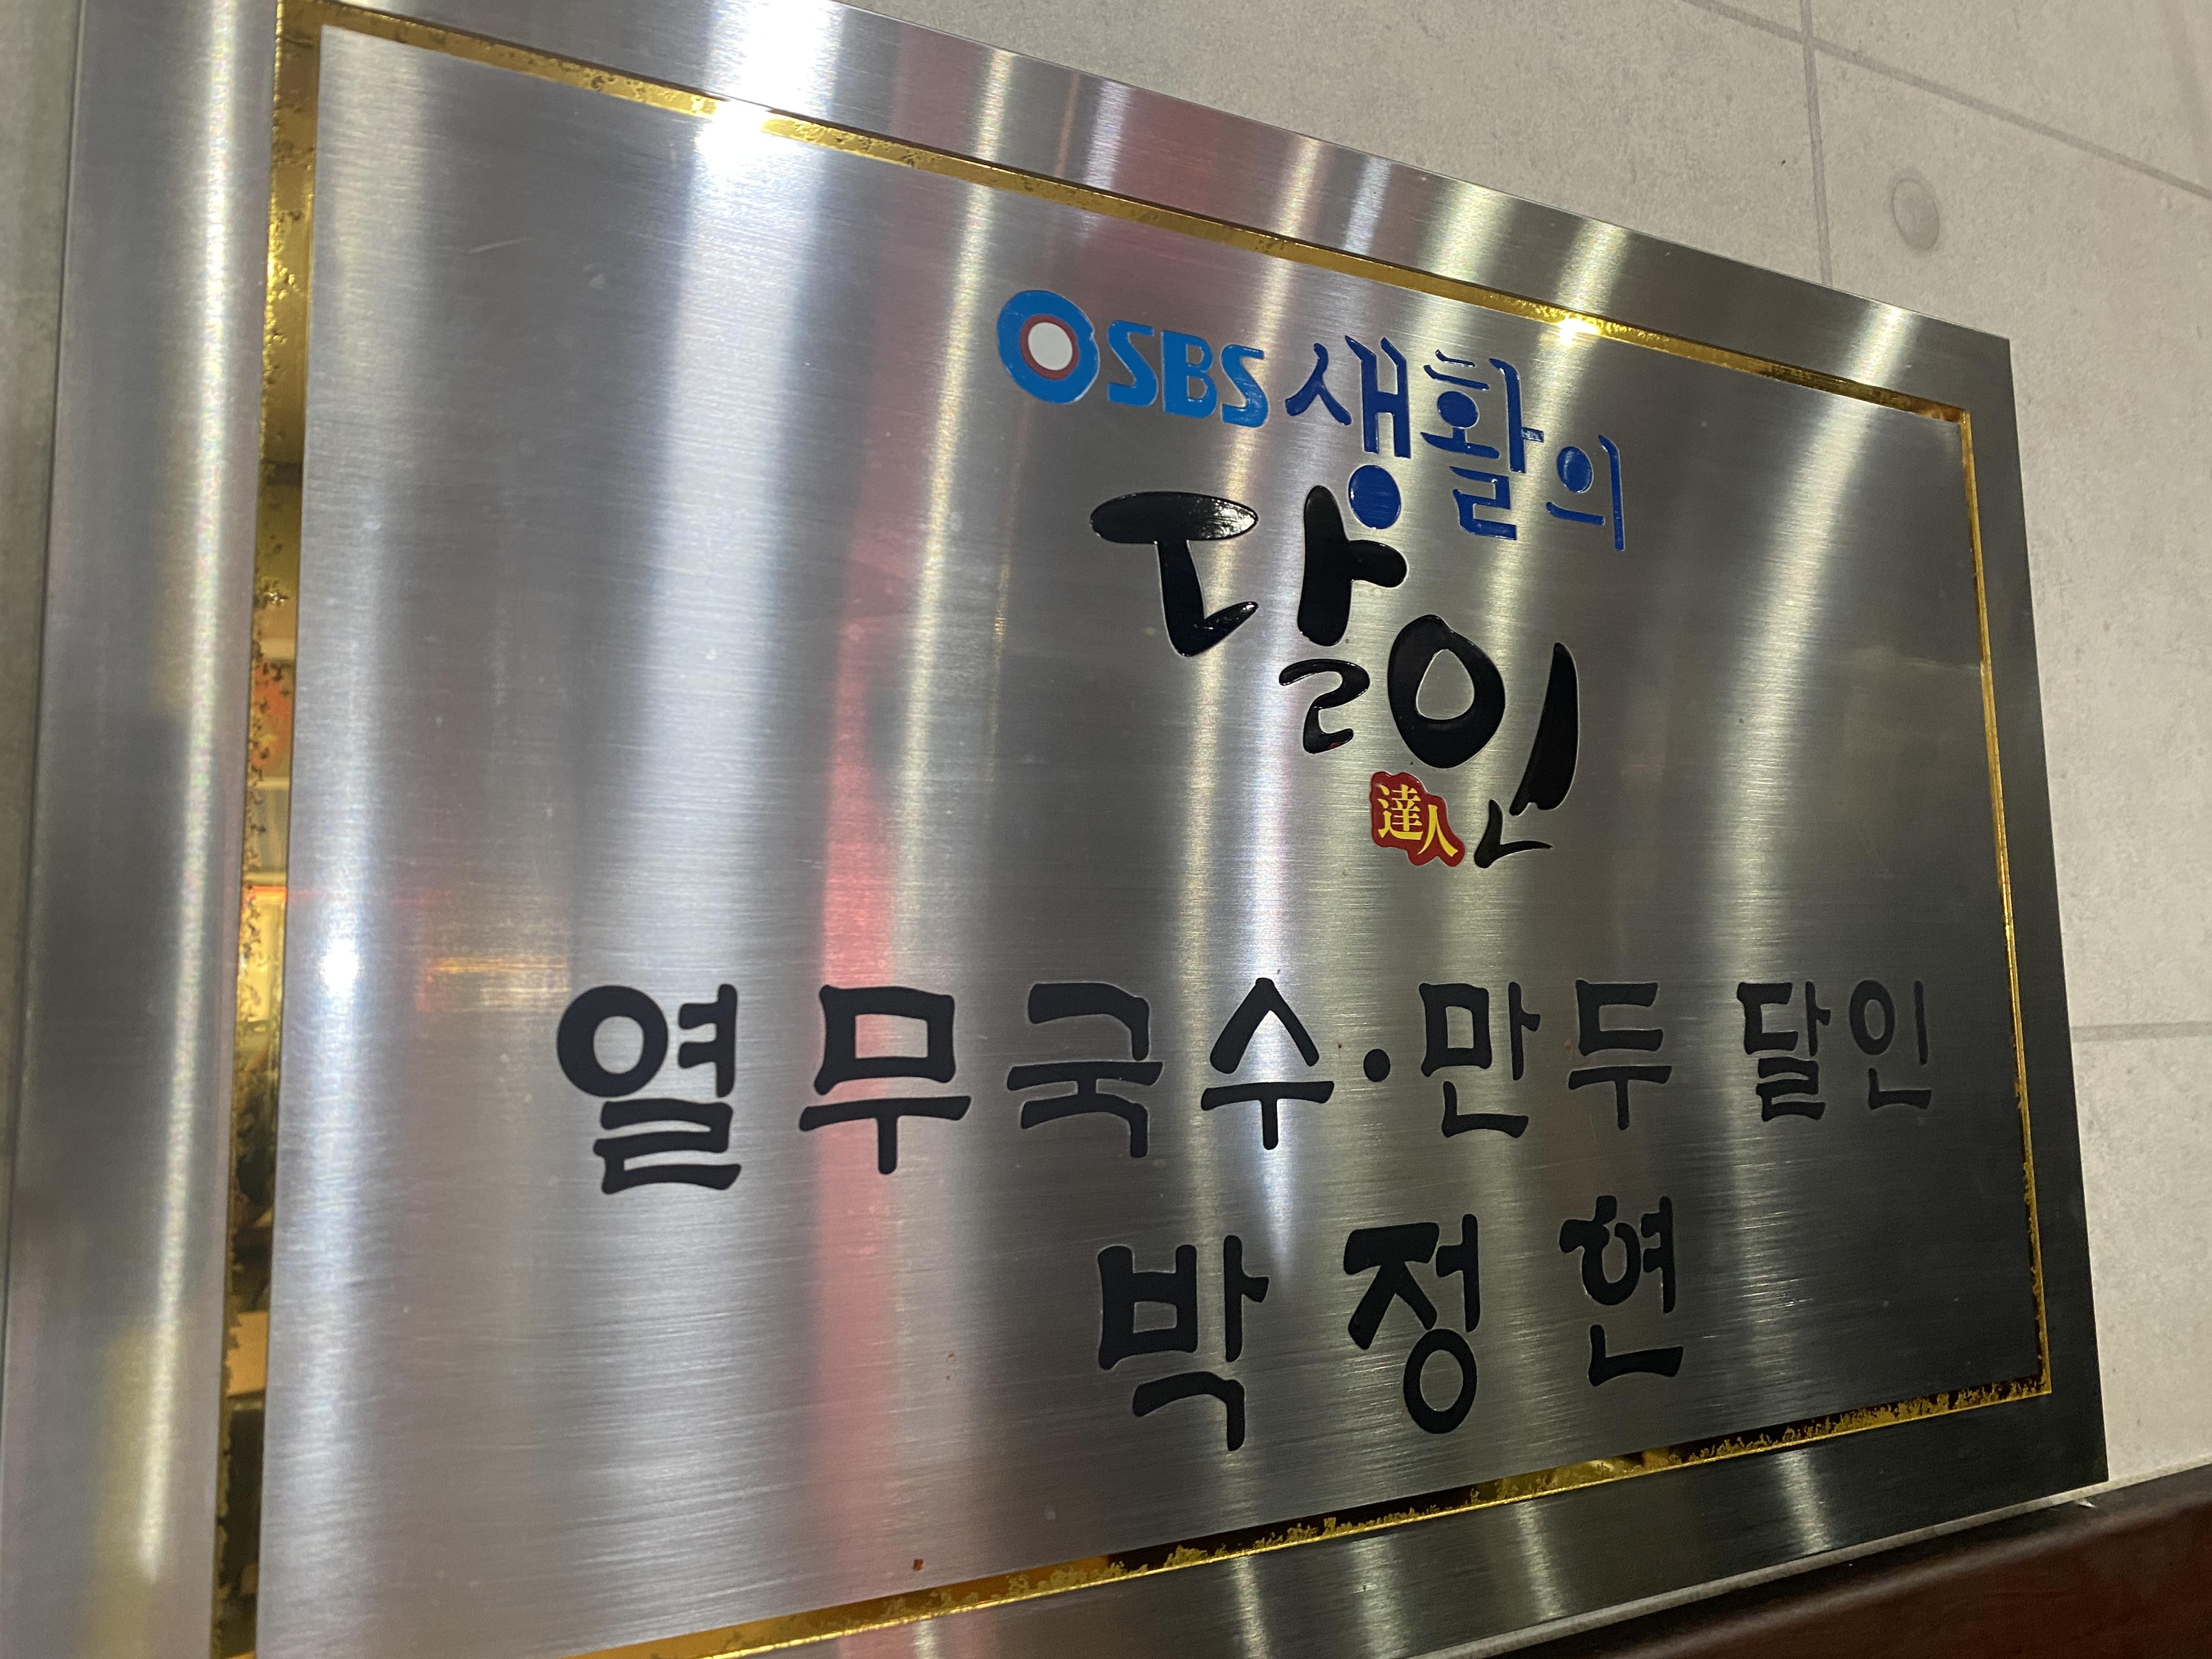 SBS 생활의
달인
達人
열무국수·만두 달인
박정현